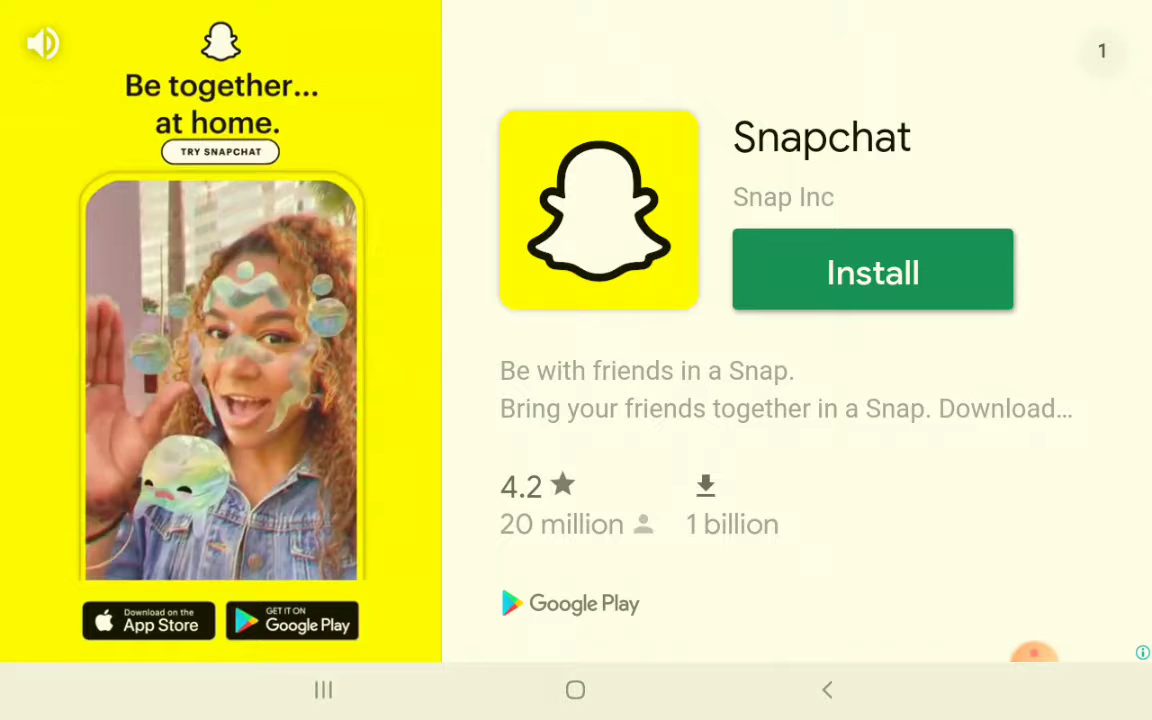 Be together...
at home.
TRY SNAPCHAT
Download on the
App Store
GET IT ON
Google Play
1
Snapchat
Snap Inc
Install
Be with friends in a Snap.
Bring your friends together in a Snap. Download...
4.2
20 million
1 billion
Google Play